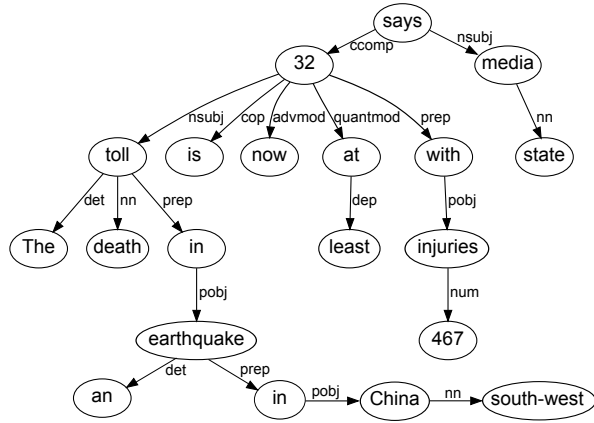 says
ccomp nsubj
32 media
nsubj cop advmod quantmod prep nn
toll is now at with state
det nn prep dep pobj
The death in least injuries
pobj num
earthquake 467
det prep
an in pobj China nn south-west